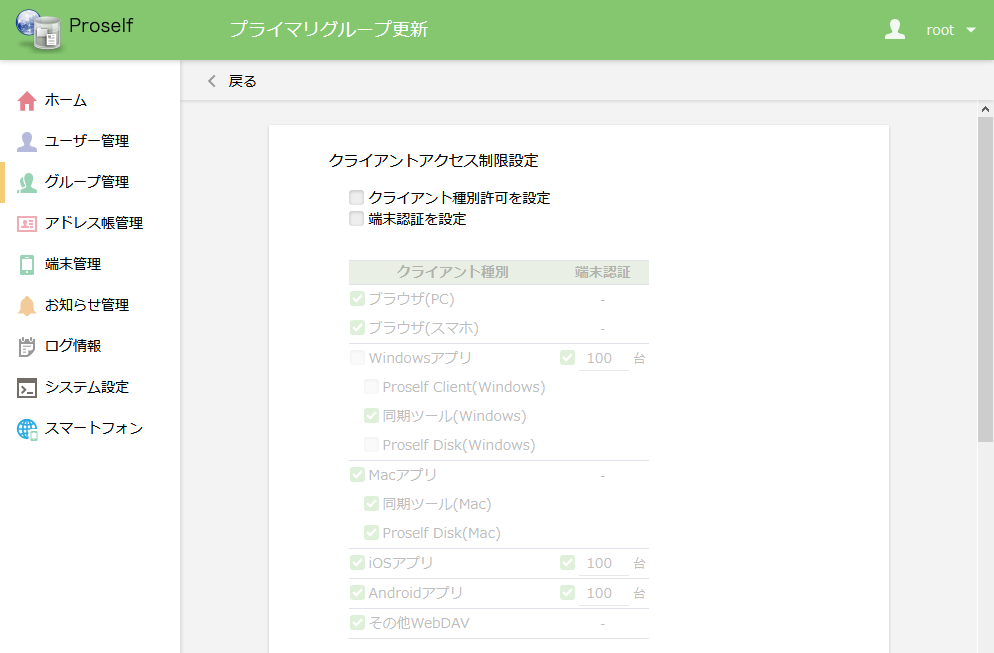 Proself
プライマリグループ更新
root
戻る
ホーム
ユーザー管理
グループ管理
アドレス帳管理
端末管理
お知らせ管理
ログ情報
システム設定
スマートフォン
クライアントアクセス制限設定
クライアント種別許可を設定
端末認証を設定
クライアント種別 端末認証
ブラウザ(PC) -
ブラウザ(スマホ) -
Windowsアプリ 100 台
Proself Client(Windows)
同期ツール(Windows)
Proself Disk(Windows)
Macアプリ -
同期ツール(Mac)
Proself Disk(Mac)
iOSアプリ 100 台
Androidアプリ 100 台
その他WebDAV -